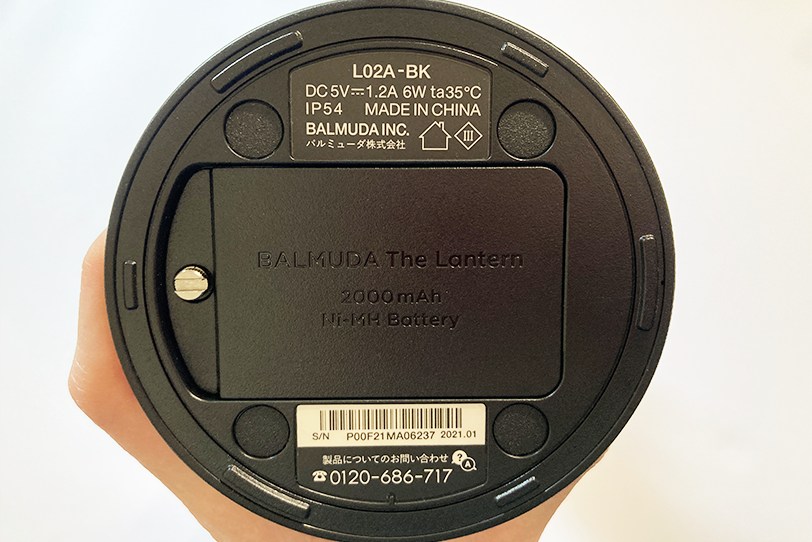 L02A-BK
DC5V⎓1.2A 6W ta35°C
IP54 MADE IN CHINA
BALMUDA INC.
バルミューダ株式会社
III
BALMUDA The Lantern
2000mAh
Ni-MH Battery
S/N P00F21MA06237 2021.01
製品についてのお問い合わせ ?A
☎0120-686-717